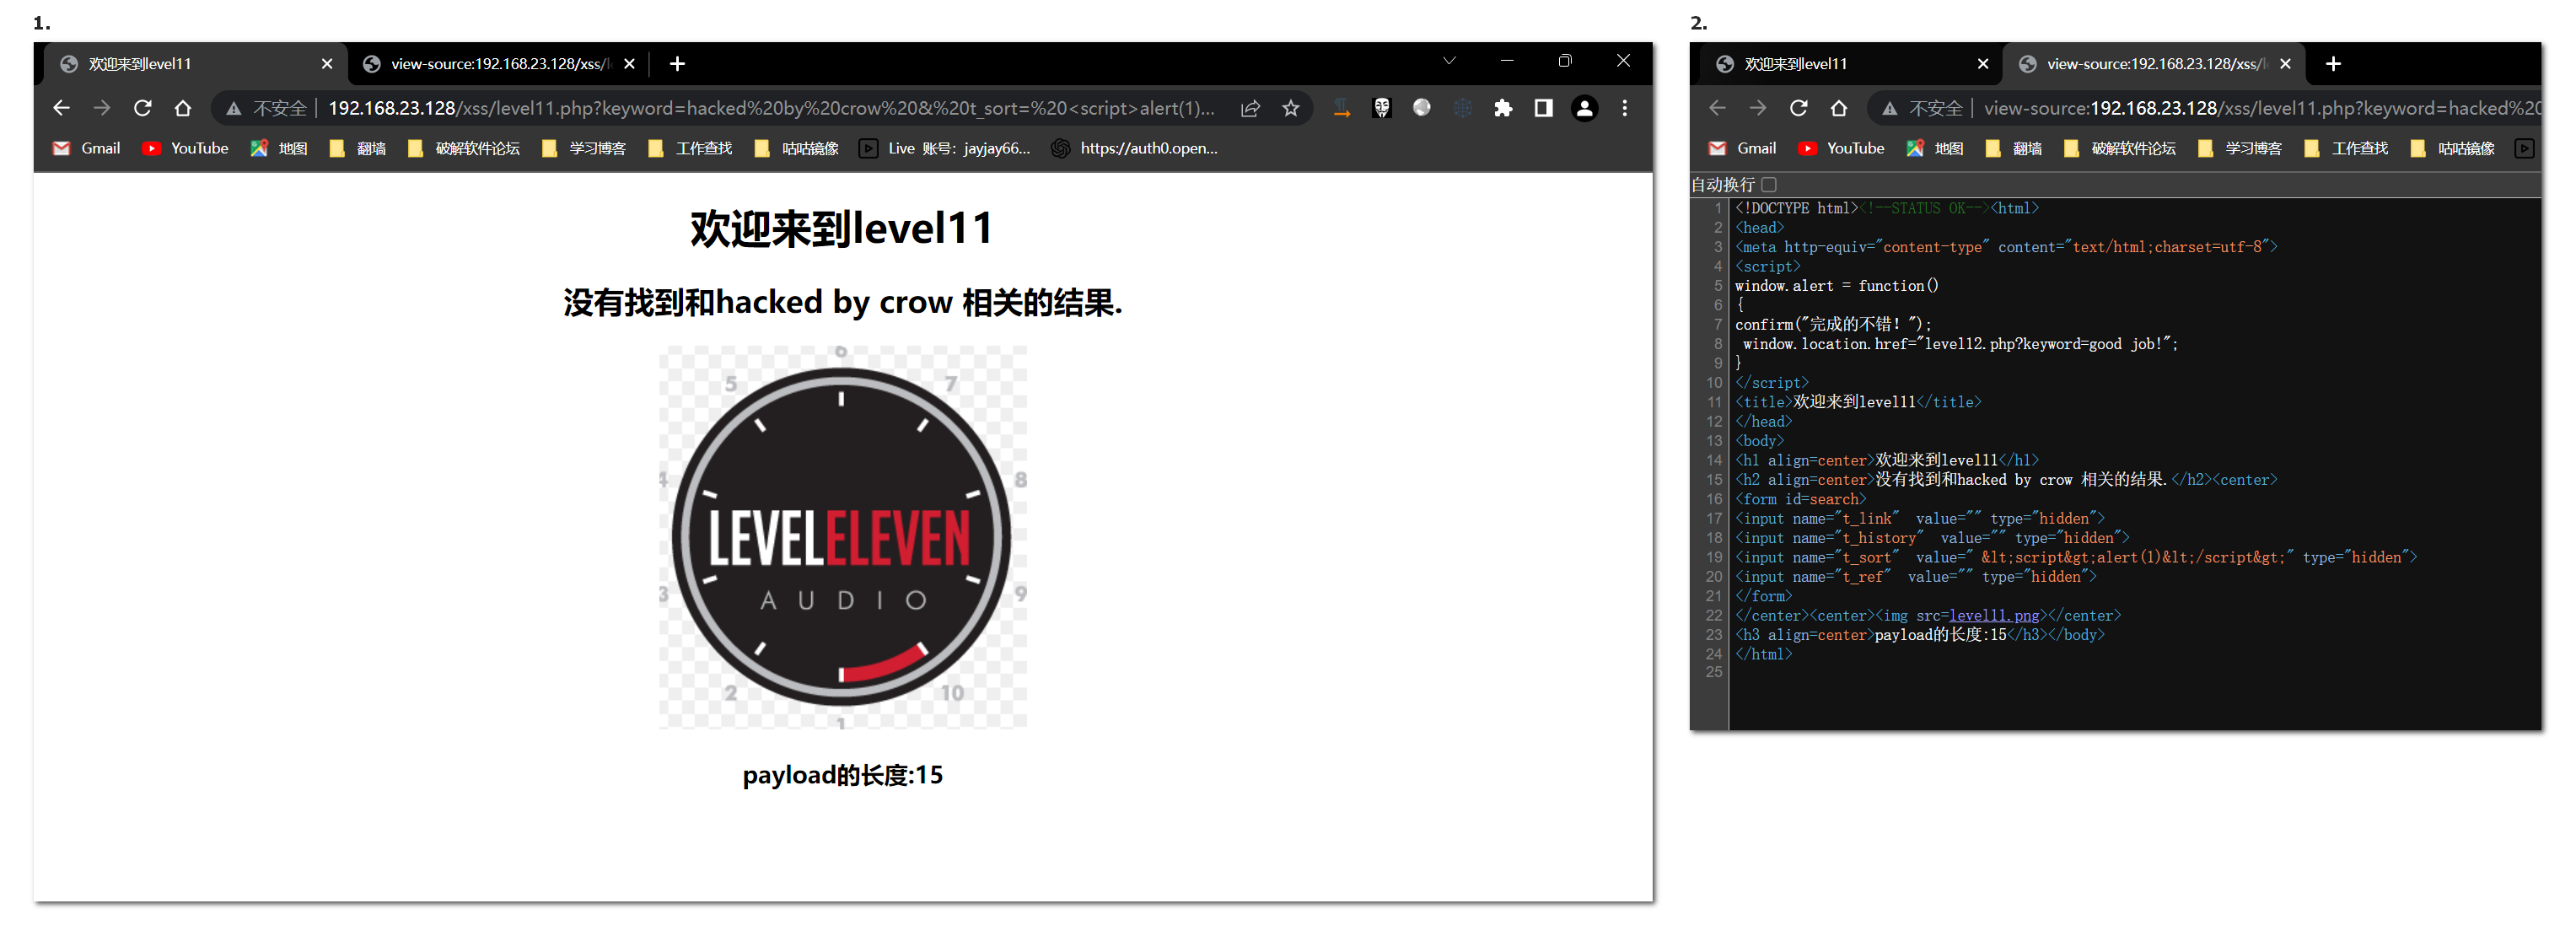 1.
欢迎来到level11
view-source:192.168.23.128/xss/l
不安全 | 192.168.23.128/xss/level11.php?keyword=hacked%20by%20crow%20&%20t_sort=%20<script>alert(1)...
Gmail YouTube 地图 翻墙 破解软件论坛 学习博客 工作查找 咕咕镜像 Live 账号：jayjay66... https://auth0.open...
欢迎来到level11
没有找到和hacked by crow 相关的结果.
6
5 7
4 8
LEVELELEVEN
AUDIO
3 9
2 10
1
payload的长度:15
2.
欢迎来到level11
view-source:192.168.23.128/xss/l
不安全 | view-source:192.168.23.128/xss/level11.php?keyword=hacked%20
Gmail YouTube 地图 翻墙 破解软件论坛 学习博客 工作查找 咕咕镜像
自动换行
1 <!DOCTYPE html><!--STATUS OK--><html>
2 <head>
3 <meta http-equiv="content-type" content="text/html;charset=utf-8">
4 <script>
5 window.alert = function()
6 {
7 confirm("完成的不错！");
8  window.location.href="level12.php?keyword=good job!";
9 }
10 </script>
11 <title>欢迎来到level11</title>
12 </head>
13 <body>
14 <h1 align=center>欢迎来到level11</h1>
15 <h2 align=center>没有找到和hacked by crow 相关的结果.</h2><center>
16 <form id=search>
17 <input name="t_link"  value="" type="hidden">
18 <input name="t_history"  value="" type="hidden">
19 <input name="t_sort"  value=" &lt;script&gt;alert(1)&lt;/script&gt;" type="hidden">
20 <input name="t_ref"  value="" type="hidden">
21 </form>
22 </center><center><img src=level11.png></center>
23 <h3 align=center>payload的长度:15</h3></body>
24 </html>
25